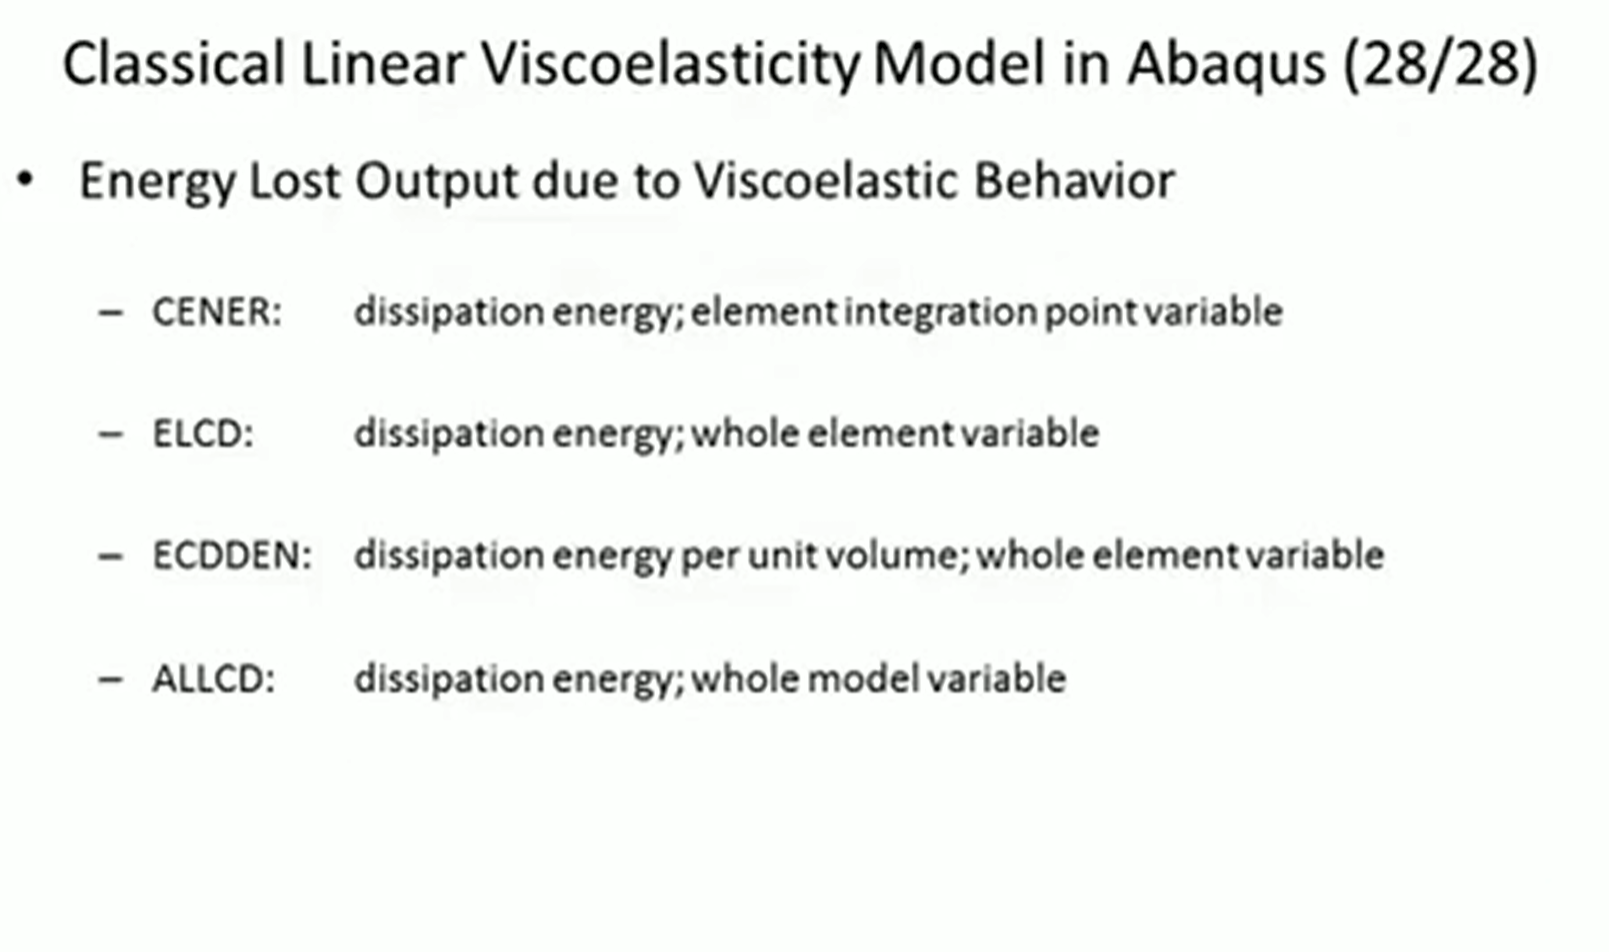 Classical Linear Viscoelasticity Model in Abaqus (28/28)
• Energy Lost Output due to Viscoelastic Behavior
– CENER: dissipation energy; element integration point variable
– ELCD: dissipation energy; whole element variable
– ECDDEN: dissipation energy per unit volume; whole element variable
– ALLCD: dissipation energy; whole model variable